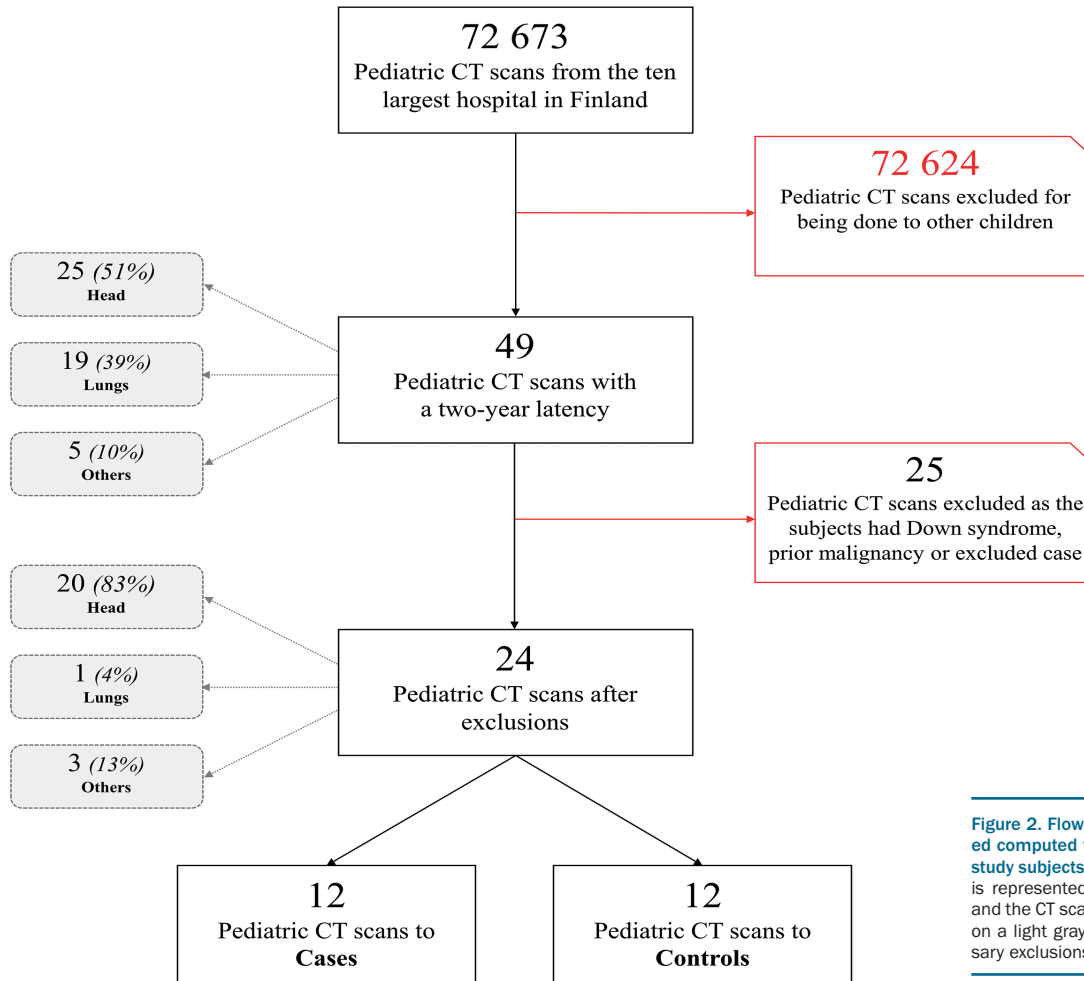 72 673
Pediatric CT scans from the ten
largest hospital in Finland
72 624
Pediatric CT scans excluded for
being done to other children
25 (51%)
Head
19 (39%)
Lungs
5 (10%)
Others
49
Pediatric CT scans with
a two-year latency
25
Pediatric CT scans excluded as the
subjects had Down syndrome,
prior malignancy or excluded case
20 (83%)
Head
1 (4%)
Lungs
3 (13%)
Others
24
Pediatric CT scans after
exclusions
12
Pediatric CT scans to
Cases
12
Pediatric CT scans to
Controls
Figure 2. Flow
ed computed
study subjects
is represented
and the CT sca
on a light gray
sary exclusions